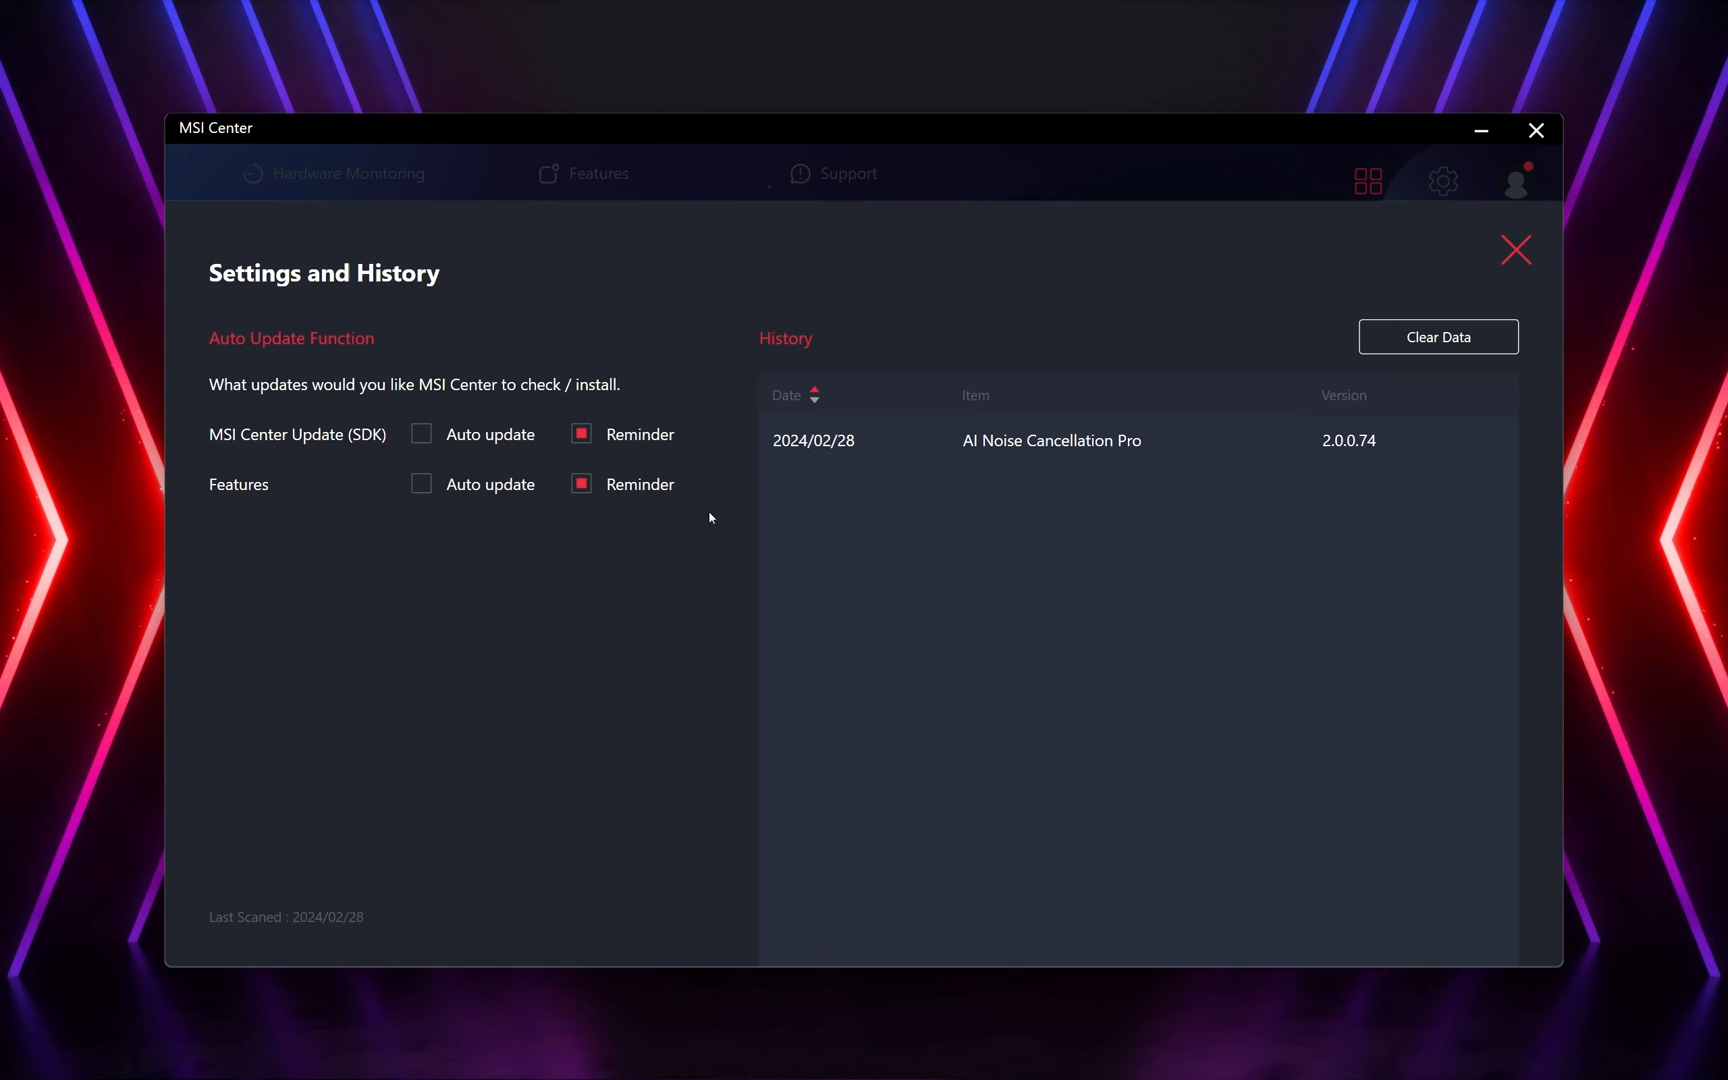 MSI Center
Hardware Monitoring
Features
Support
Settings and History
Auto Update Function
History
Clear Data
What updates would you like MSI Center to check / install.
Date
Item
Version
MSI Center Update (SDK)
Auto update
Reminder
2024/02/28
AI Noise Cancellation Pro
2.0.0.74
Features
Auto update
Reminder
Last Scaned : 2024/02/28